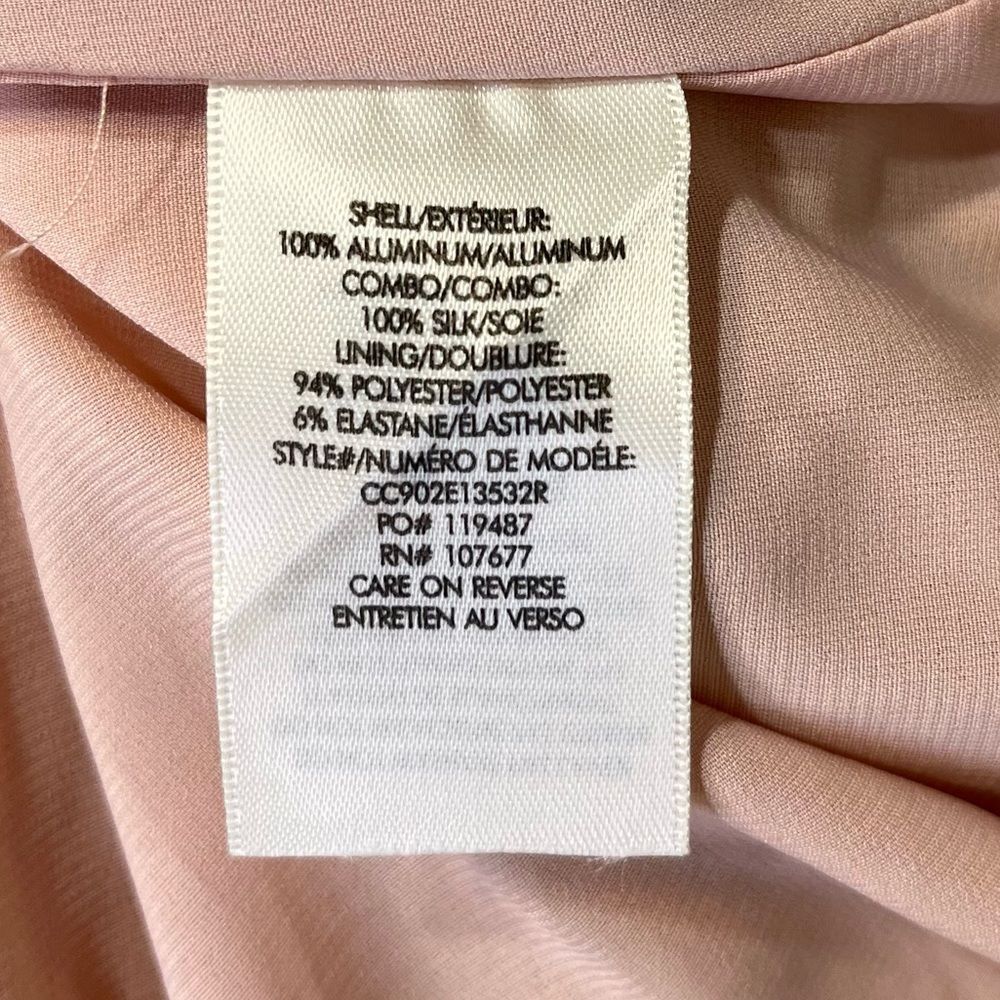 SHELL/EXTÉRIEUR:
100% ALUMINUM/ALUMINUM
COMBO/COMBO:
100% SILK/SOIE
LINING/DOUBLURE:
94% POLYESTER/POLYESTER
6% ELASTANE/ÉLASTHANNE
STYLE#/NUMÉRO DE MODÉLE:
CC902E13532R
PO# 119487
RN# 107677
CARE ON REVERSE
ENTRETIEN AU VERSO